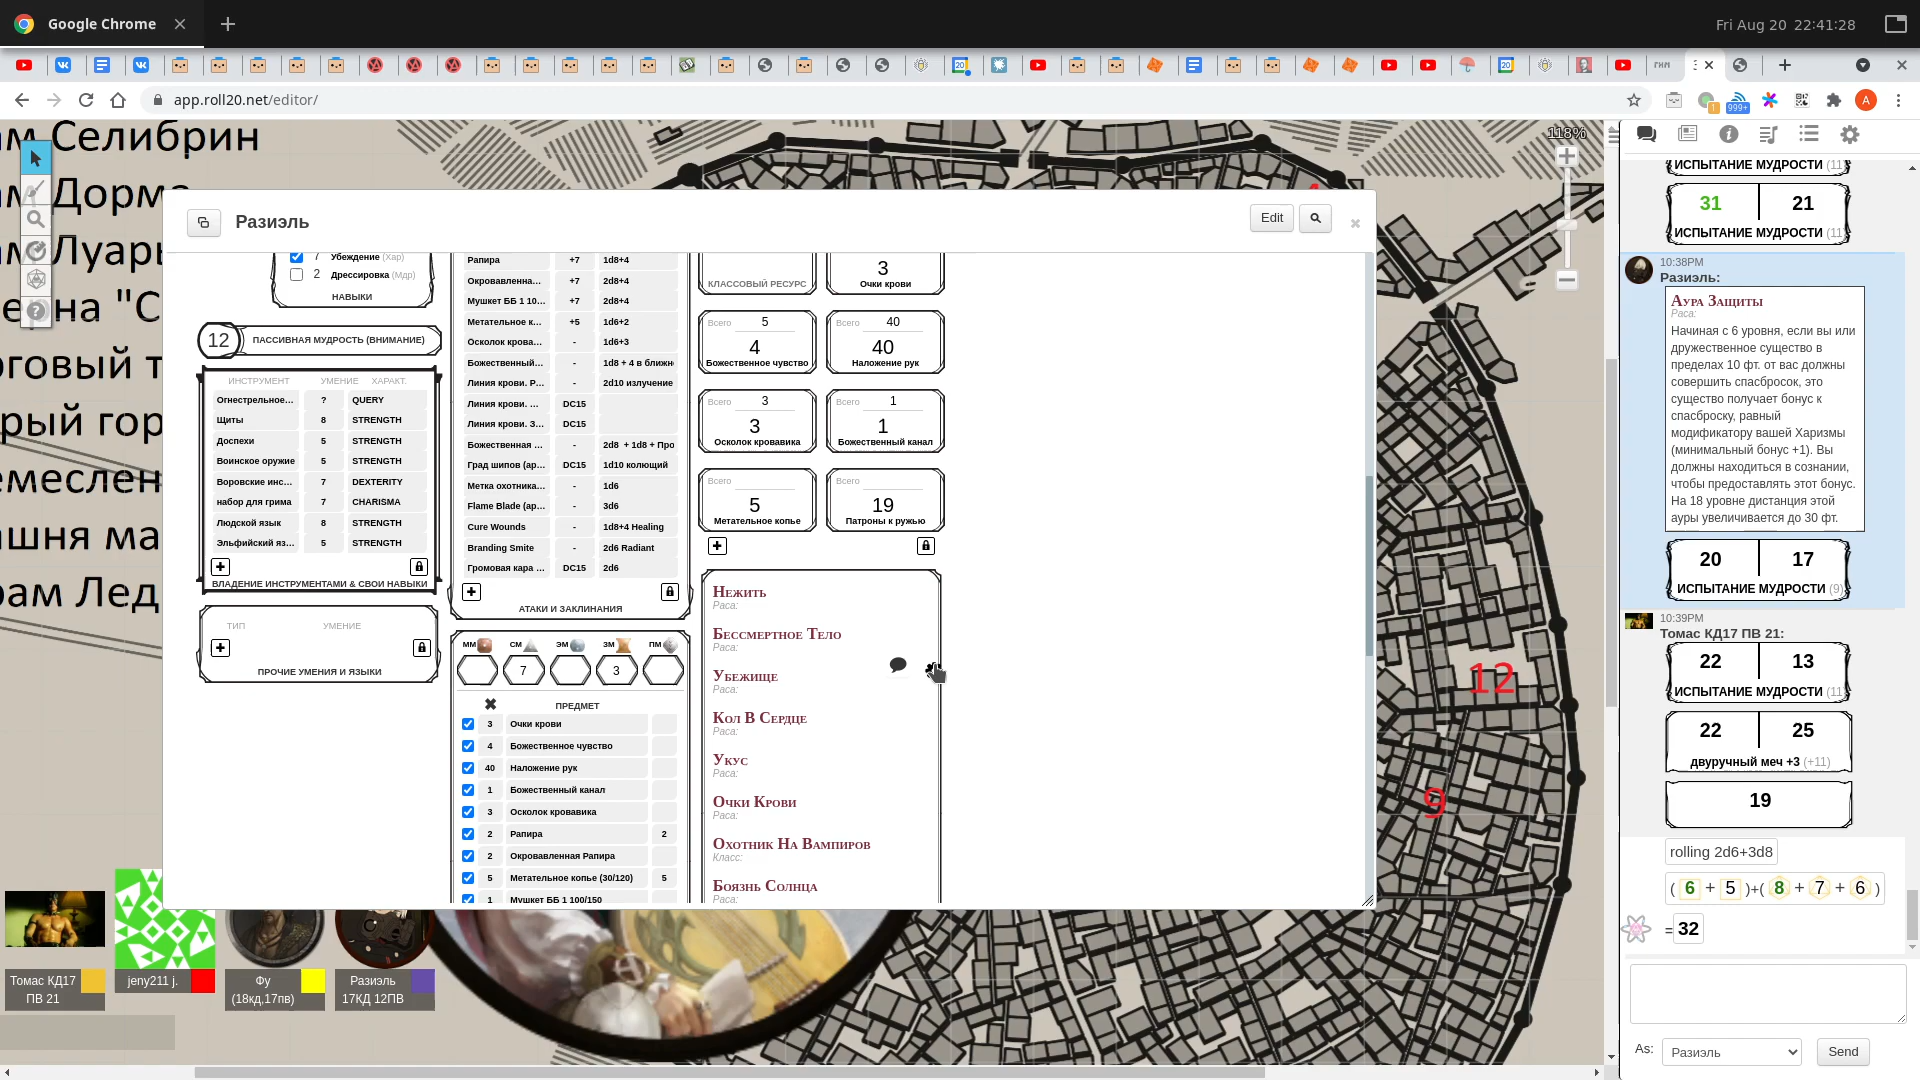 Google Chrome
Fri Aug 20 22:41:28
app.roll20.net/editor/
999+
А
ам Селибрин
ам Дорма
ам Луары
ена "С
рговый т
рый гор
емеслен
ашня ма
рам Лед
118%
12
9
Разиэль
Edit
7 Убеждение (Хар)
2 Дрессировка (Мдр)
НАВЫКИ
12 ПАССИВНАЯ МУДРОСТЬ (ВНИМАНИЕ)
ИНСТРУМЕНТ УМЕНИЕ ХАРАКТ.
Огнестрельное... ? QUERY
Щиты 8 STRENGTH
Доспехи 5 STRENGTH
Воинское оружие 5 STRENGTH
Воровские инс... 7 DEXTERITY
набор для грима 7 CHARISMA
Людской язык 8 STRENGTH
Эльфийский яз... 5 STRENGTH
ВЛАДЕНИЕ ИНСТРУМЕНТАМИ & СВОИ НАВЫКИ
ТИП УМЕНИЕ
ПРОЧИЕ УМЕНИЯ И ЯЗЫКИ
Рапира +7 1d8+4
Окровавленна... +7 2d8+4
Мушкет ББ 1 10... +7 2d8+4
Метательное к... +5 1d6+2
Осколок крова... - 1d6+3
Божественный... - 1d8 + 4 в ближн
Линия крови. Р... - 2d10 излучение
Линия крови. ... DC15
Линия крови. З... DC15
Божественная ... - 2d8 + 1d8 + Про
Град шипов (ар... DC15 1d10 колющий
Метка охотника... - 1d6
Flame Blade (ар... - 3d6
Cure Wounds - 1d8+4 Healing
Branding Smite - 2d6 Radiant
Громовая кара ... DC15 2d6
АТАКИ И ЗАКЛИНАНИЯ
ММ СМ ЭМ ЗМ ПМ
7 3
ПРЕДМЕТ
3 Очки крови
4 Божественное чувство
40 Наложение рук
1 Божественный канал
3 Осколок кровавика
2 Рапира 2
2 Окровавленная Рапира
5 Метательное копье (30/120) 5
1 Мушкет ББ 1 100/150
КЛАССОВЫЙ РЕСУРС
3
Очки крови
Всего 5
4
Божественное чувство
Всего 40
40
Наложение рук
Всего 3
3
Осколок кровавика
Всего 1
1
Божественный канал
Всего
5
Метательное копье
Всего
19
Патроны к ружью
Нежить
Раса:
Бессмертное Тело
Раса:
Убежище
Раса:
Кол В Сердце
Раса:
Укус
Раса:
Очки Крови
Раса:
Охотник На Вампиров
Класс:
Боязнь Солнца
Раса:
Томас КД17
ПВ 21
jeny211 j.
Фу
(18кд,17пв)
Разиэль
17КД 12ПВ
ИСПЫТАНИЕ МУДРОСТИ (11)
31 21
ИСПЫТАНИЕ МУДРОСТИ (11)
10:38PM
Разиэль:
Аура Защиты
Раса:
Начиная с 6 уровня, если вы или
дружественное существо в
пределах 10 фт. от вас должны
совершить спасбросок, это
существо получает бонус к
спасброску, равный
модификатору вашей Харизмы
(минимальный бонус +1). Вы
должны находиться в сознании,
чтобы предоставлять этот бонус.
На 18 уровне дистанция этой
ауры увеличивается до 30 фт.
20 17
ИСПЫТАНИЕ МУДРОСТИ (9)
10:39PM
Томас КД17 ПВ 21:
22 13
ИСПЫТАНИЕ МУДРОСТИ (11)
22 25
двуручный меч +3 (+11)
19
rolling 2d6+3d8
(6+5)+(8+7+6)
=32
As: Разиэль Send